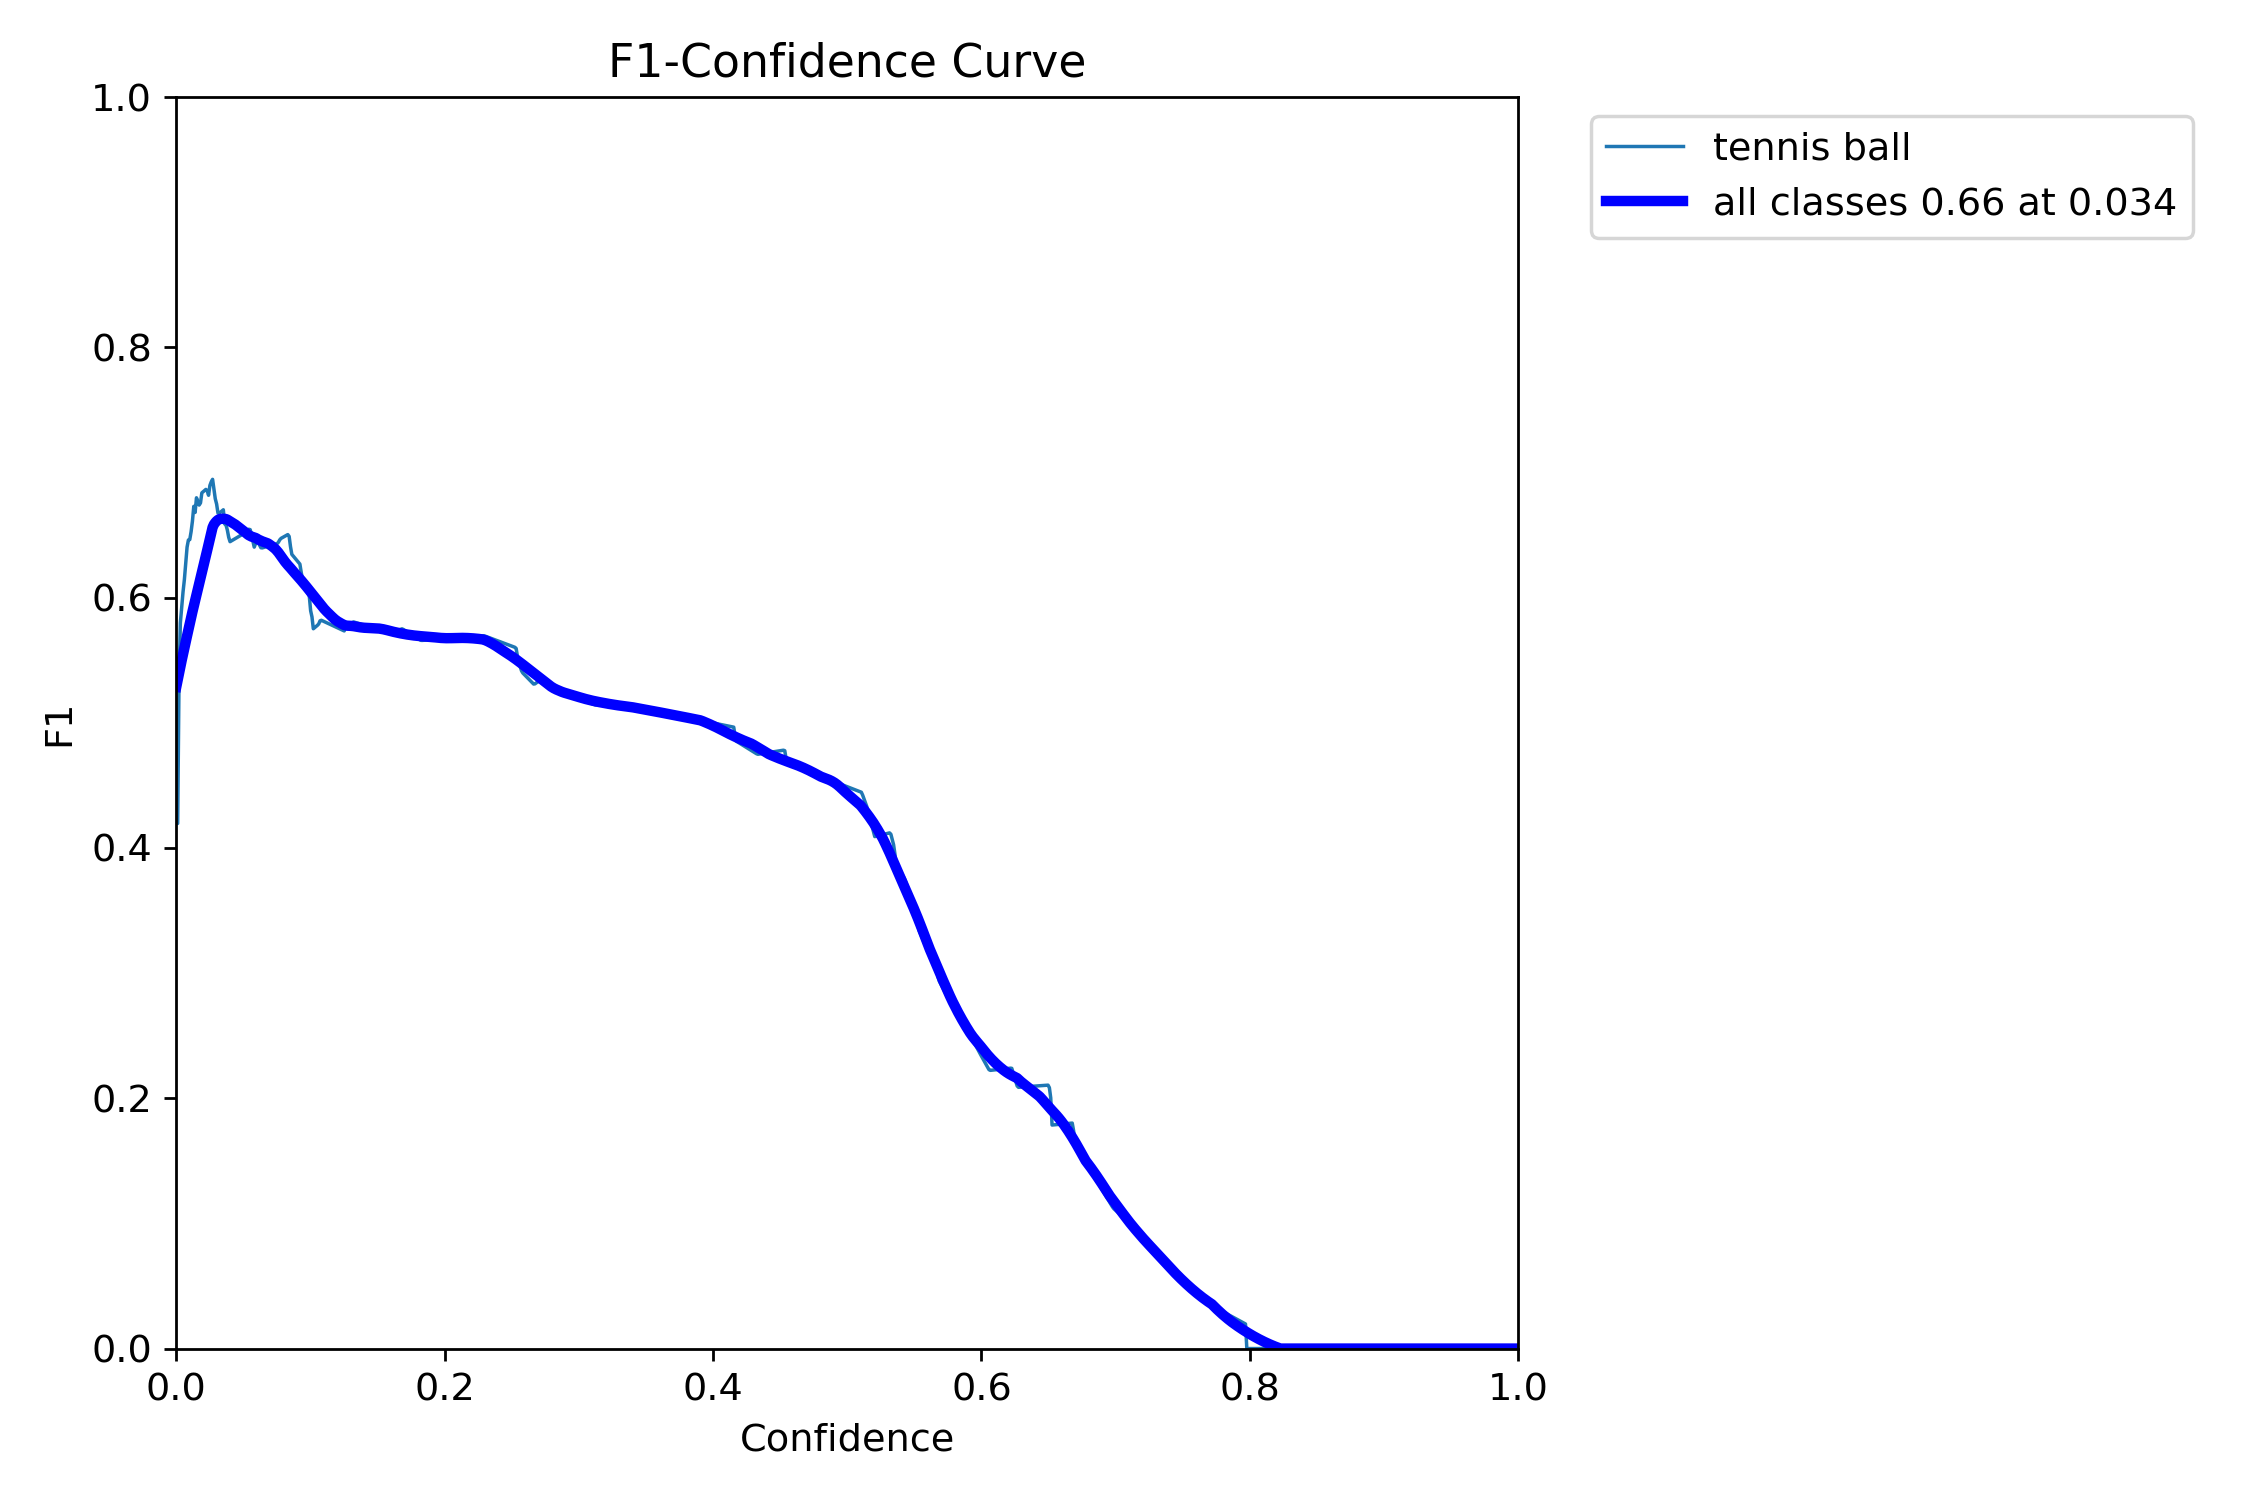 F1-Confidence Curve
tennis ball
all classes 0.66 at 0.034
F1
1.0
0.8
0.6
0.4
0.2
0.0
0.0 0.2 0.4 0.6 0.8 1.0
Confidence